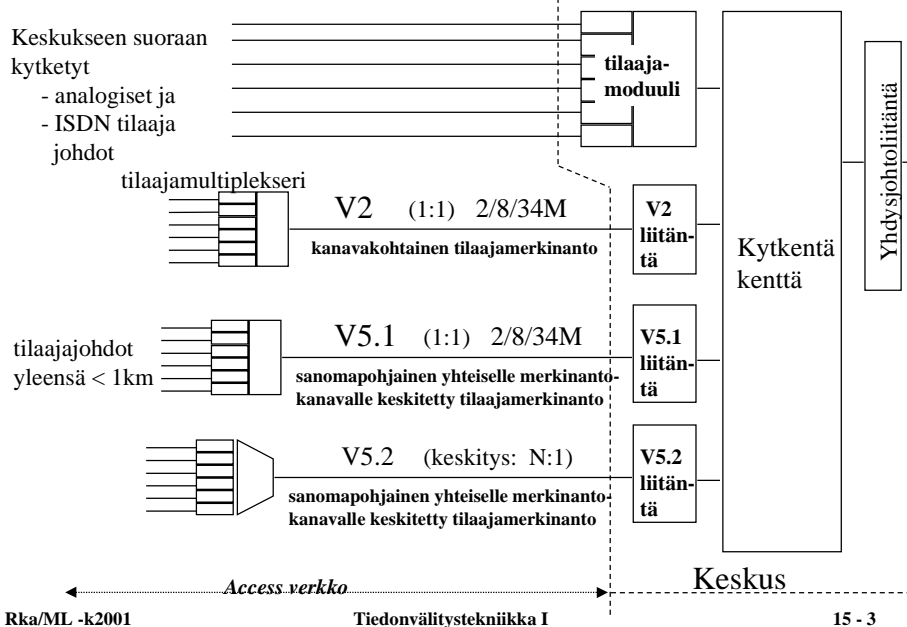 Keskukseen suoraan
kytketyt
- analogiset ja
- ISDN tilaaja
johdot
tilaaja-
moduuli
Yhdysjohtoliitäntä
tilaajamultiplekseri
V2 (1:1) 2/8/34M
kanavakohtainen tilaajamerkinanto
V2
liitän-
tä
Kytkentä
kenttä
tilaajajohdot
yleensä < 1km
V5.1 (1:1) 2/8/34M
sanomapohjainen yhteiselle merkinanto-
kanavalle keskitetty tilaajamerkinanto
V5.1
liitän-
tä
V5.2 (keskitys: N:1)
sanomapohjainen yhteiselle merkinanto-
kanavalle keskitetty tilaajamerkinanto
V5.2
liitän-
tä
Access verkko
Keskus
Rka/ML -k2001 Tiedonvälitystekniikka I 15 - 3